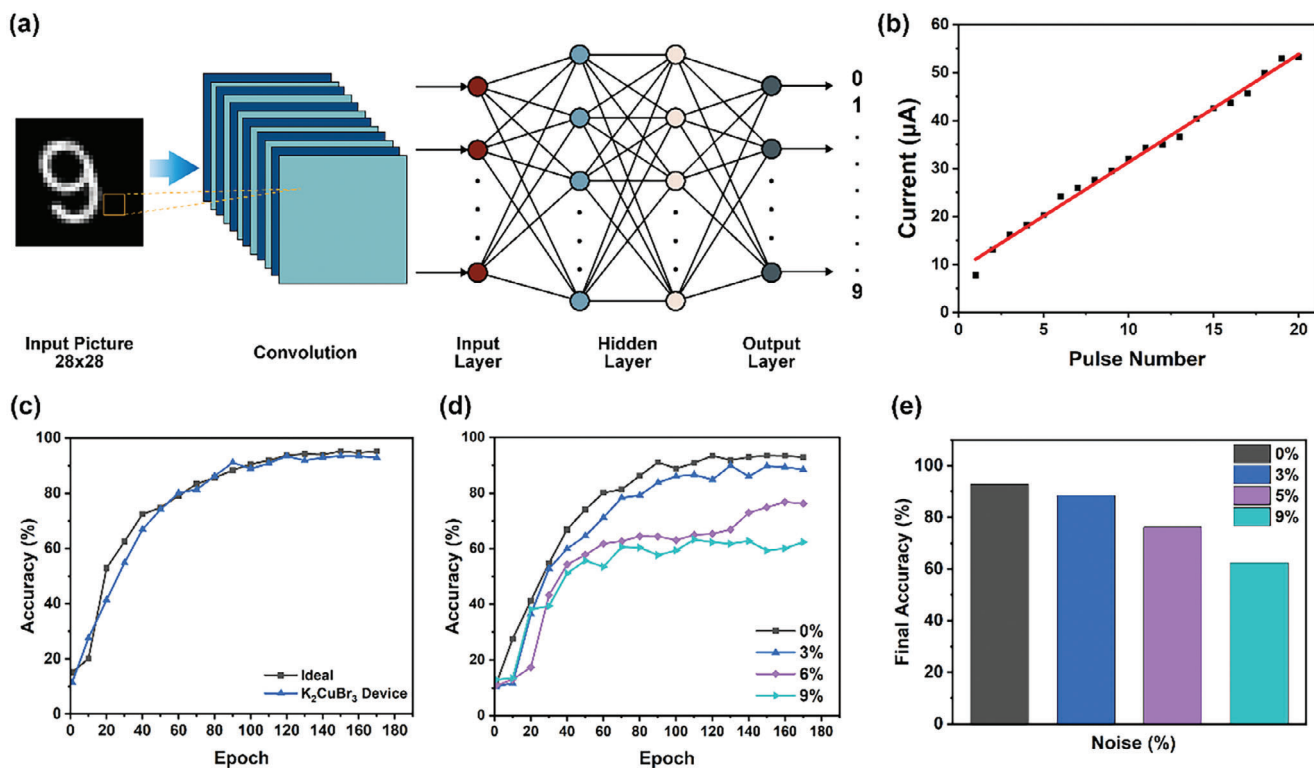 (a)
9
Input Picture
28x28
Convolution
Input
Layer
Hidden
Layer
Output
Layer
0
1
9
(b)
Current (µA)
60
50
40
30
20
10
0
0
5
10
15
20
Pulse Number
(c)
Accuracy (%)
100
80
60
40
20
0
0 20 40 60 80 100 120 140 160 180
Epoch
Ideal
K₂CuBr₃ Device
(d)
Accuracy (%)
100
80
60
40
20
0
0 20 40 60 80 100 120 140 160 180
Epoch
0%
3%
6%
9%
(e)
Final Accuracy (%)
100
80
60
40
20
0
Noise (%)
0%
3%
5%
9%